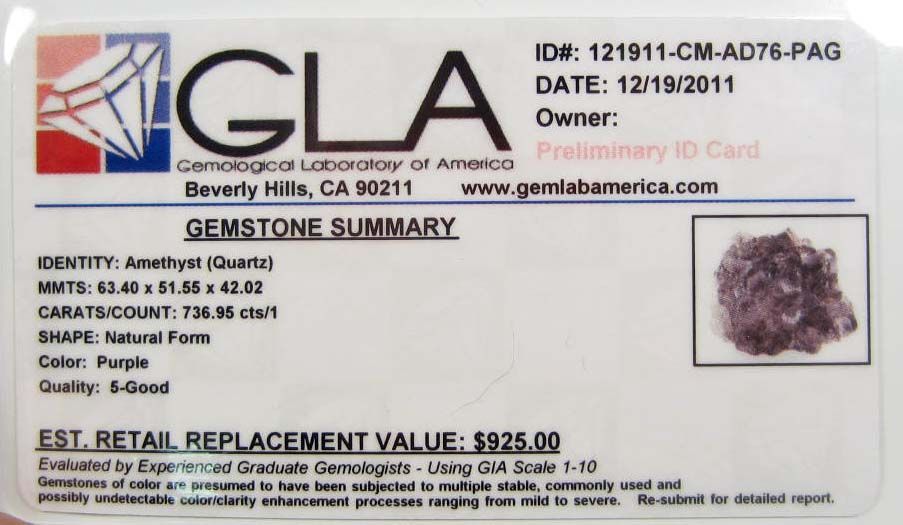 GLA
Gemological Laboratory of America
Beverly Hills, CA 90211 www.gemlabamerica.com
ID#: 121911-CM-AD76-PAG
DATE: 12/19/2011
Owner:
Preliminary ID Card
GEMSTONE SUMMARY
IDENTITY: Amethyst (Quartz)
MMTS: 63.40 x 51.55 x 42.02
CARATS/COUNT: 736.95 cts/1
SHAPE: Natural Form
Color: Purple
Quality: 5-Good
EST. RETAIL REPLACEMENT VALUE: $925.00
Evaluated by Experienced Graduate Gemologists - Using GIA Scale 1-10
Gemstones of color are presumed to have been subjected to multiple stable, commonly used and
possibly undetectable color/clarity enhancement processes ranging from mild to severe. Re-submit for detailed report.